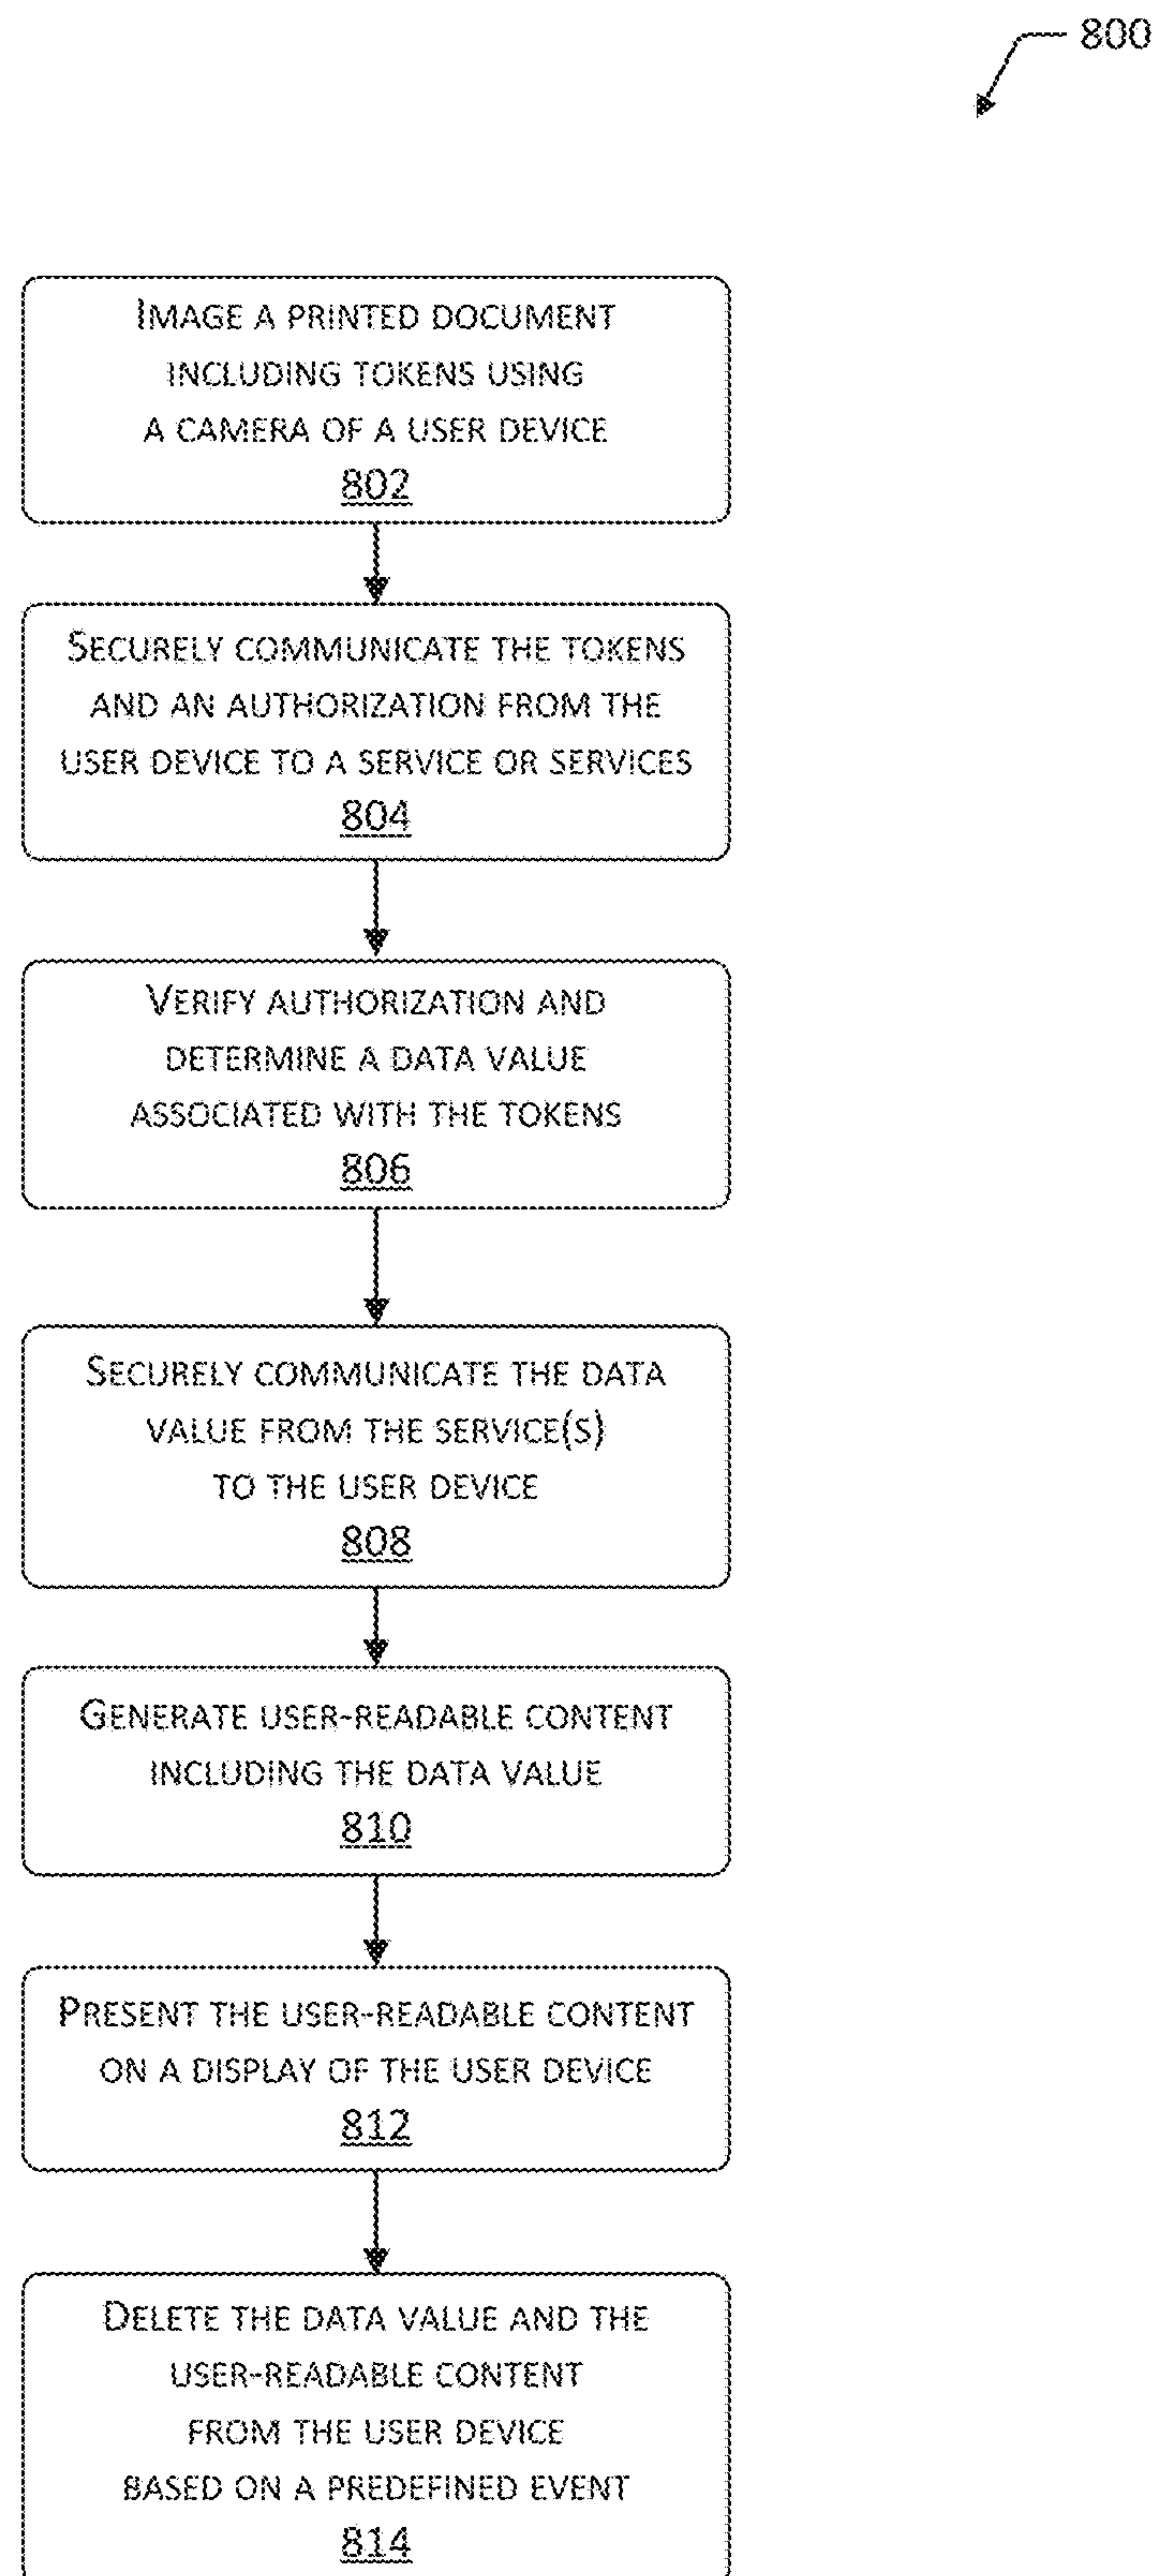 800
IMAGE A PRINTED DOCUMENT
INCLUDING TOKENS USING
A CAMERA OF A USER DEVICE
802
SECURELY COMMUNICATE THE TOKENS
AND AN AUTHORIZATION FROM THE
USER DEVICE TO A SERVICE OR SERVICES
804
VERIFY AUTHORIZATION AND
DETERMINE A DATA VALUE
ASSOCIATED WITH THE TOKENS
806
SECURELY COMMUNICATE THE DATA
VALUE FROM THE SERVICE(S)
TO THE USER DEVICE
808
GENERATE USER-READABLE CONTENT
INCLUDING THE DATA VALUE
810
PRESENT THE USER-READABLE CONTENT
ON A DISPLAY OF THE USER DEVICE
812
DELETE THE DATA VALUE AND THE
USER-READABLE CONTENT
FROM THE USER DEVICE
BASED ON A PREDEFINED EVENT
814